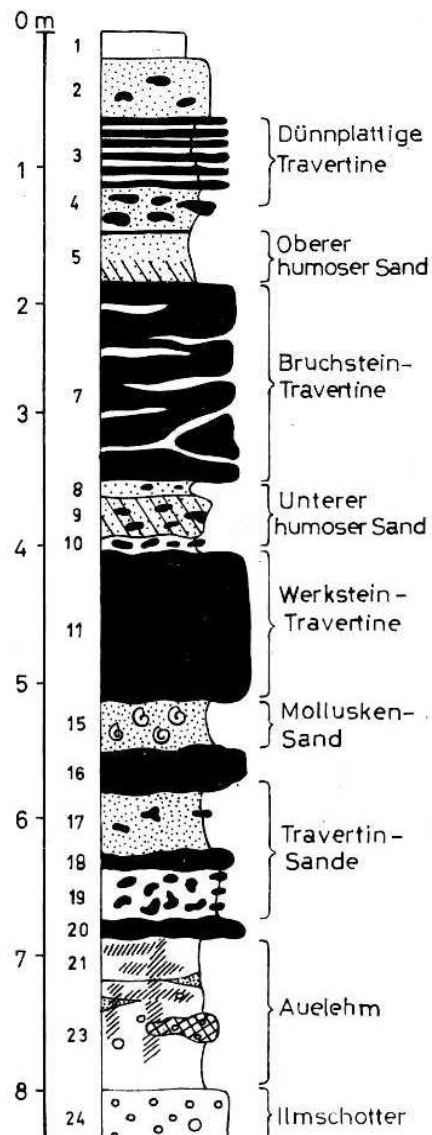 0 m
1
2
Dünnplattige
3
1
Travertine
4
Oberer
5
humoser Sand
2
Bruchstein-
Travertine
7
3
8
Unterer
9
humoser Sand
10
4
Werkstein-
Travertine
11
5
Mollusken-
15
Sand
16
6
17
Travertin-
Sande
18
19
20
7
21
Auelehm
23
8
24
Ilmschotter